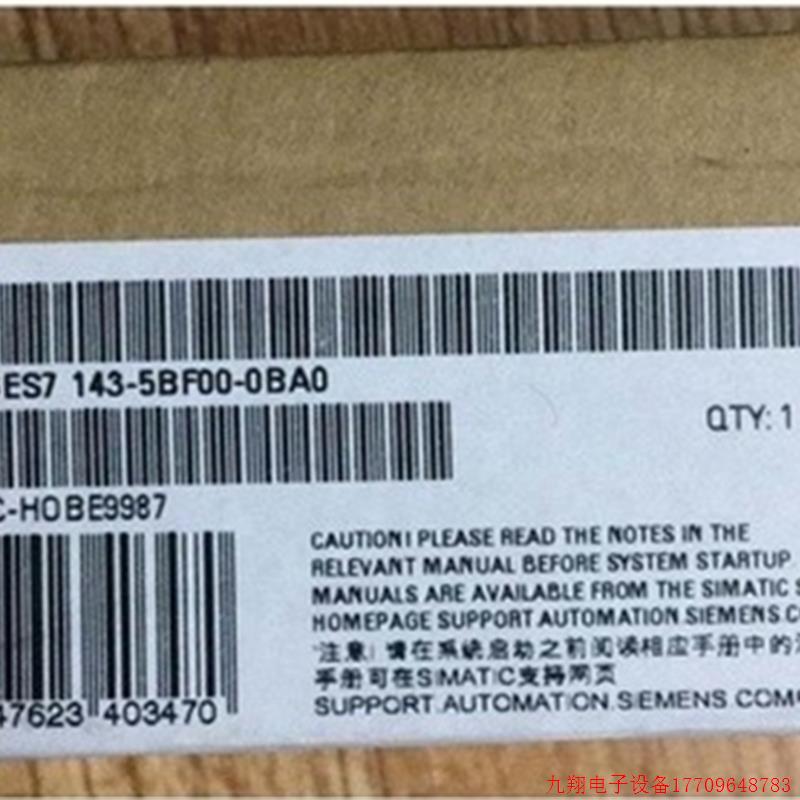 ES7 143-5BF00-0BA0
QTY: 1
C-H0BE9987
CAUTION! PLEASE READ THE NOTES IN THE
RELEVANT MANUAL BEFORE SYSTEM STARTUP.
MANUALS ARE AVAILABLE FROM THE SIMATIC S
HOMEPAGE SUPPORT.AUTOMATION.SIEMENS.CO
"注意! 请在系统启动之前阅读相应手册中的注
手册可在SIMATIC支持网页
SUPPORT.AUTOMATION.SIEMENS.COM
47623 403470
九翔电子设备17709648783